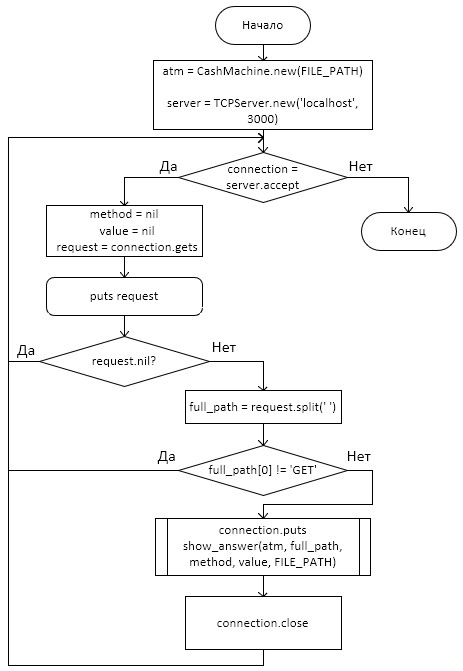 Начало
atm = CashMachine.new(FILE_PATH)
server = TCPServer.new('localhost',
3000)
Да
connection =
server.accept
Нет
method = nil
value = nil
request = connection.gets
Конец
puts request
Да
request.nil?
Нет
full_path = request.split(' ')
Да
full_path[0] != 'GET'
Нет
connection.puts
show_answer(atm, full_path,
method, value, FILE_PATH)
connection.close